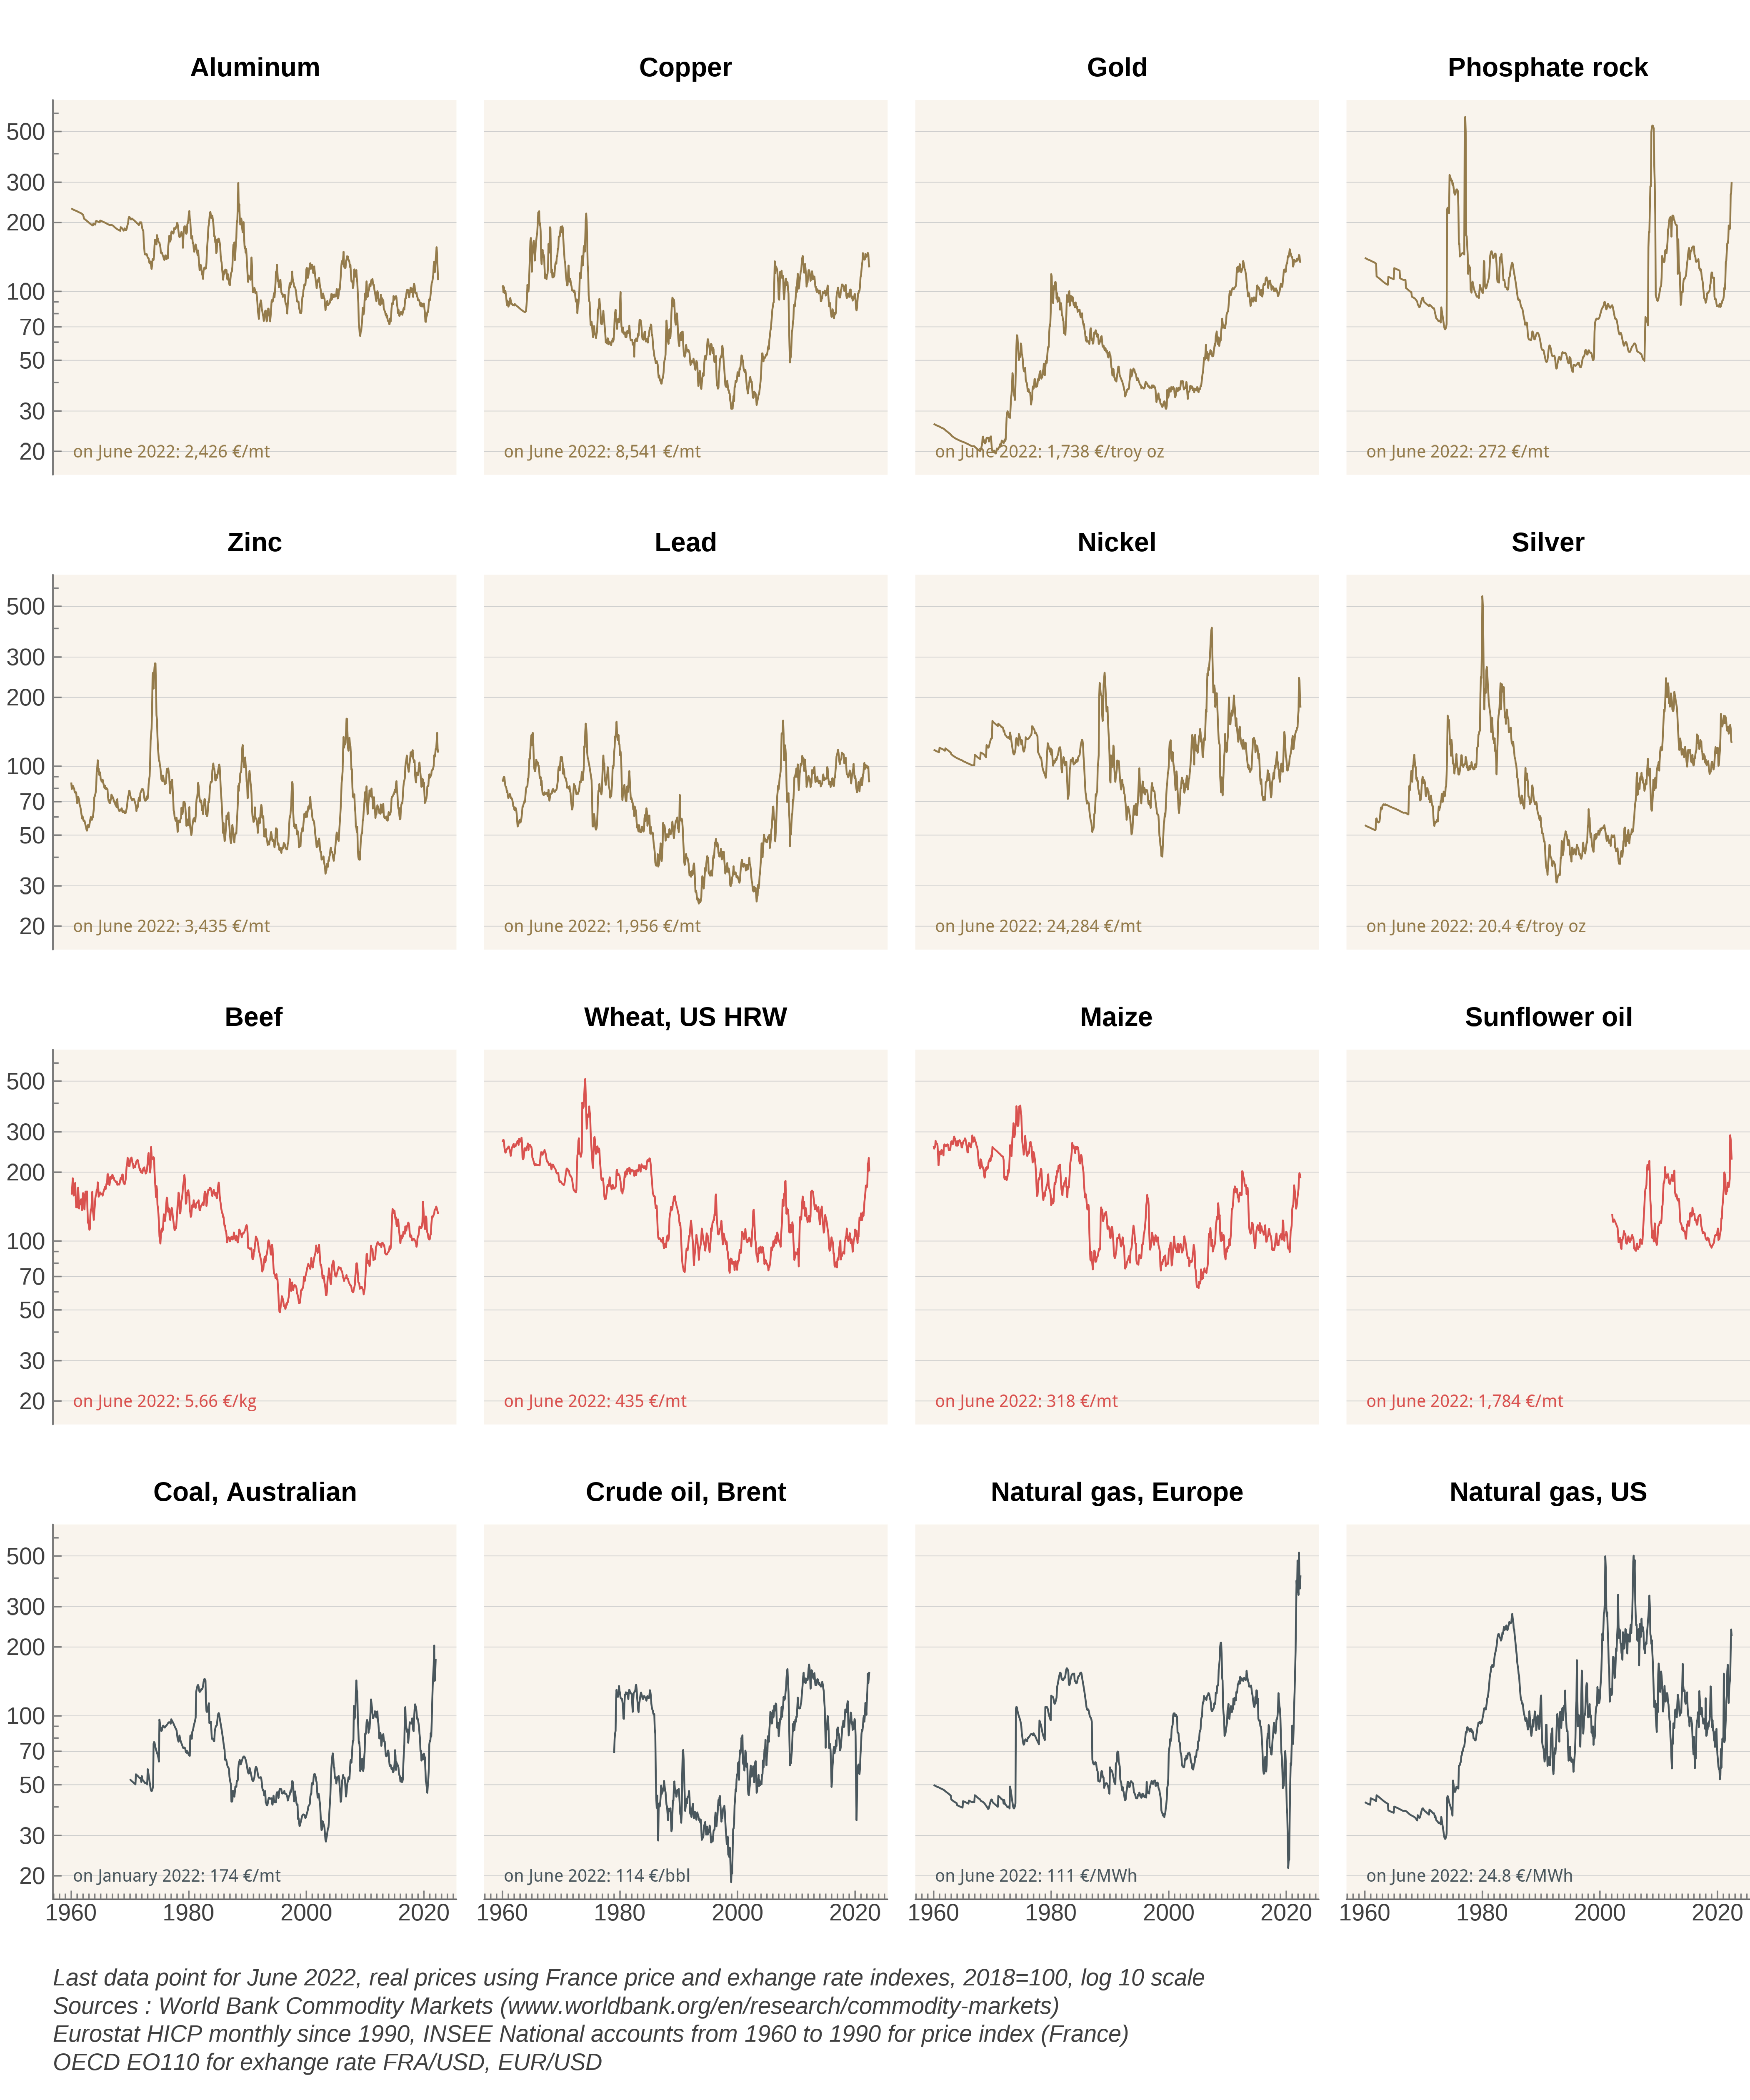 Aluminum
Copper
Gold
Phosphate rock
500
300
200
100
70
50
30
20
on June 2022: 2,426 €/mt
on June 2022: 8,541 €/mt
on June 2022: 1,738 €/troy oz
on June 2022: 272 €/mt
Zinc
Lead
Nickel
Silver
500
300
200
100
70
50
30
20
on June 2022: 3,435 €/mt
on June 2022: 1,956 €/mt
on June 2022: 24,284 €/mt
on June 2022: 20.4 €/troy oz
Beef
Wheat, US HRW
Maize
Sunflower oil
500
300
200
100
70
50
30
20
on June 2022: 5.66 €/kg
on June 2022: 435 €/mt
on June 2022: 318 €/mt
on June 2022: 1,784 €/mt
Coal, Australian
Crude oil, Brent
Natural gas, Europe
Natural gas, US
500
300
200
100
70
50
30
20
on January 2022: 174 €/mt
on June 2022: 114 €/bbl
on June 2022: 111 €/MWh
on June 2022: 24.8 €/MWh
1960 1980 2000 2020
1960 1980 2000 2020
1960 1980 2000 2020
1960 1980 2000 2020
Last data point for June 2022, real prices using France price and exhange rate indexes, 2018=100, log 10 scale
Sources : World Bank Commodity Markets (www.worldbank.org/en/research/commodity-markets)
Eurostat HICP monthly since 1990, INSEE National accounts from 1960 to 1990 for price index (France)
OECD EO110 for exhange rate FRA/USD, EUR/USD